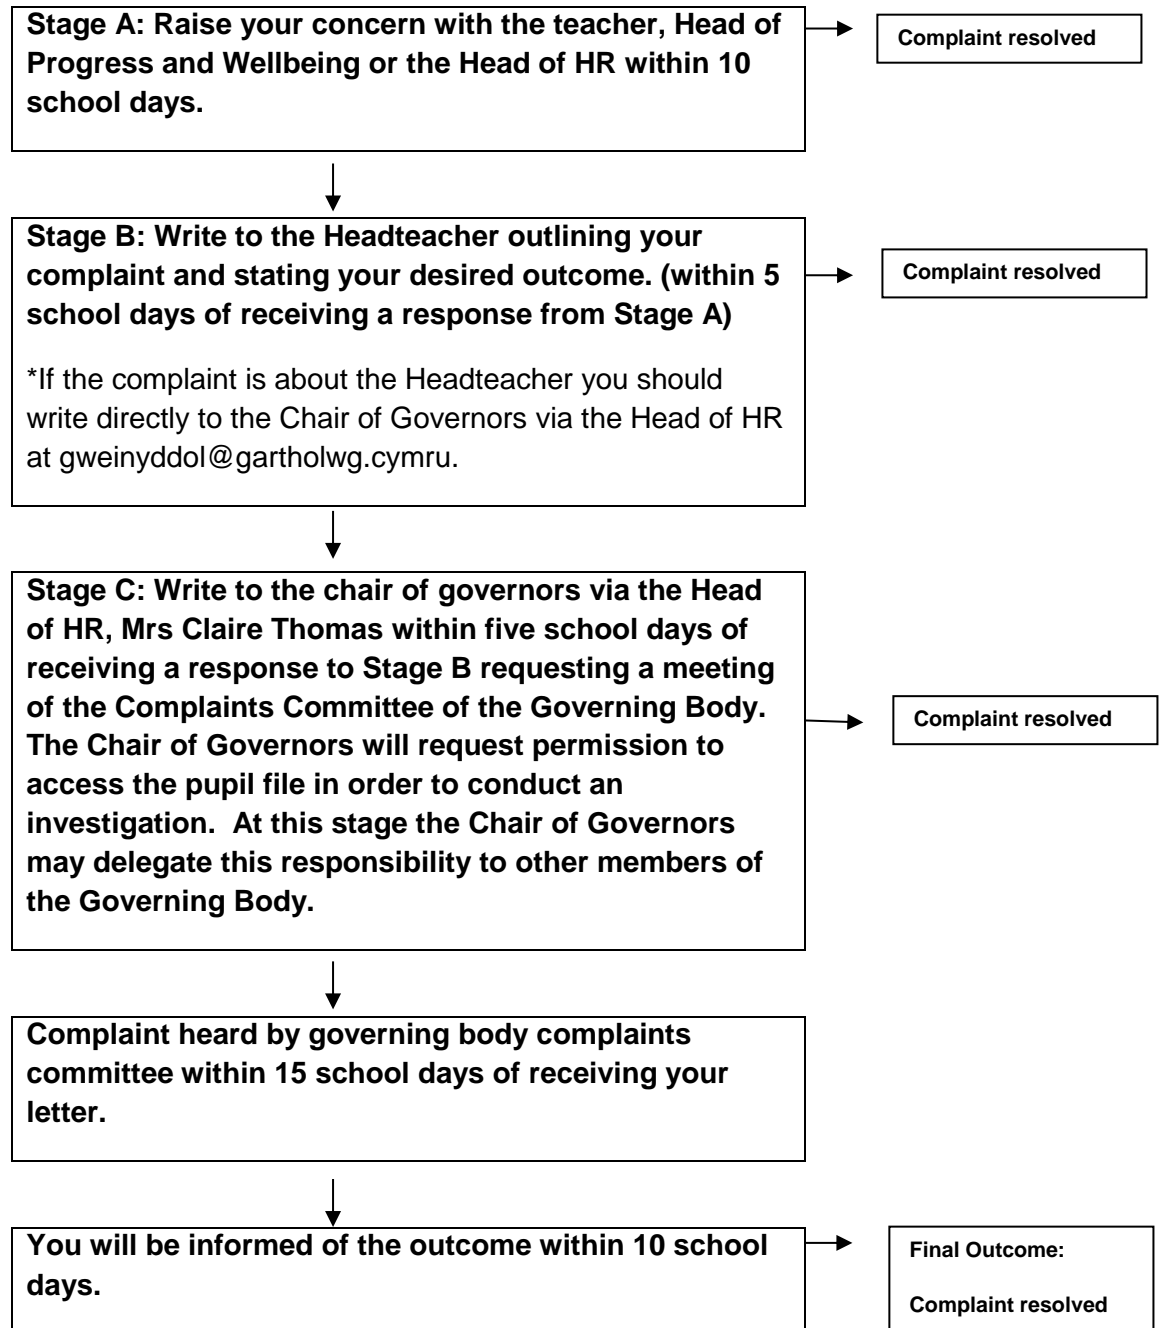 Stage A: Raise your concern with the teacher, Head of
Progress and Wellbeing or the Head of HR within 10
school days.
Complaint resolved
Stage B: Write to the Headteacher outlining your
complaint and stating your desired outcome. (within 5
school days of receiving a response from Stage A)
*If the complaint is about the Headteacher you should
write directly to the Chair of Governors via the Head of HR
at gweinyddol@gartholwg.cymru.
Complaint resolved
Stage C: Write to the chair of governors via the Head
of HR, Mrs Claire Thomas within five school days of
receiving a response to Stage B requesting a meeting
of the Complaints Committee of the Governing Body.
The Chair of Governors will request permission to
access the pupil file in order to conduct an
investigation.  At this stage the Chair of Governors
may delegate this responsibility to other members of
the Governing Body.
Complaint resolved
Complaint heard by governing body complaints
committee within 15 school days of receiving your
letter.
You will be informed of the outcome within 10 school
days.
Final Outcome:
Complaint resolved